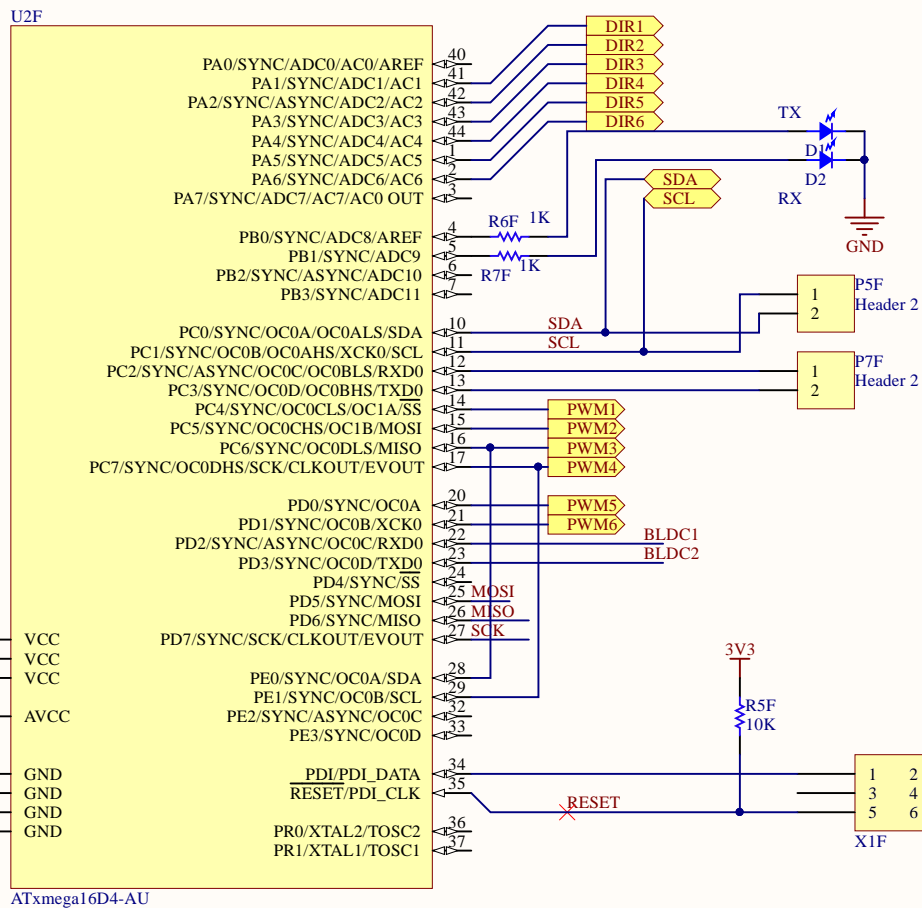 U2F
PA0/SYNC/ADC0/AC0/AREF 40
PA1/SYNC/ADC1/AC1 41
PA2/SYNC/ASYNC/ADC2/AC2 42
PA3/SYNC/ADC3/AC3 43
PA4/SYNC/ADC4/AC4 44
PA5/SYNC/ADC5/AC5 1
PA6/SYNC/ADC6/AC6 2
PA7/SYNC/ADC7/AC7/AC0 OUT 3
DIR1
DIR2
DIR3
DIR4
DIR5
DIR6
TX
D1
D2
RX
SDA
SCL
GND
PB0/SYNC/ADC8/AREF 4
R6F 1K
PB1/SYNC/ADC9 5
R7F 1K
PB2/SYNC/ASYNC/ADC10 6
PB3/SYNC/ADC11 7
PC0/SYNC/OC0A/OC0ALS/SDA 10 SDA
PC1/SYNC/OC0B/OC0AHS/XCK0/SCL 11 SCL
PC2/SYNC/ASYNC/OC0C/OC0BLS/RXD0 12
PC3/SYNC/OC0D/OC0BHS/TXD0 13
PC4/SYNC/OC0CLS/OC1A/SS 14 PWM1
PC5/SYNC/OC0CHS/OC1B/MOSI 15 PWM2
PC6/SYNC/OC0DLS/MISO 16 PWM3
PC7/SYNC/OC0DHS/SCK/CLKOUT/EVOUT 17 PWM4
1
2
P5F
Header 2
1
2
P7F
Header 2
PD0/SYNC/OC0A 20 PWM5
PD1/SYNC/OC0B/XCK0 21 PWM6
PD2/SYNC/ASYNC/OC0C/RXD0 22 BLDC1
PD3/SYNC/OC0D/TXD0 23 BLDC2
PD4/SYNC/SS 24
PD5/SYNC/MOSI 25 MOSI
PD6/SYNC/MISO 26 MISO
PD7/SYNC/SCK/CLKOUT/EVOUT 27 SCK
VCC
VCC
VCC
AVCC
GND
GND
GND
GND
PE0/SYNC/OC0A/SDA 28
PE1/SYNC/OC0B/SCL 29
PE2/SYNC/ASYNC/OC0C 32
PE3/SYNC/OC0D 33
3V3
R5F
10K
PDI/PDI_DATA 34
RESET/PDI_CLK 35
RESET
PR0/XTAL2/TOSC2 36
PR1/XTAL1/TOSC1 37
1 2
3 4
5 6
X1F
ATxmega16D4-AU